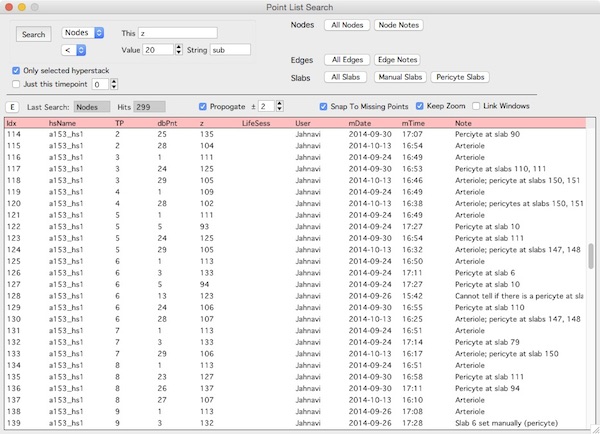 Point List Search
Search Nodes This z Nodes All Nodes Node Notes
< Value 20 String sub
Edges All Edges Edge Notes
Only selected hyperstack
Just this timepoint 0 Slabs All Slabs Manual Slabs Pericyte Slabs
E Last Search: Nodes Hits 299 Propogate ± 2 Snap To Missing Points Keep Zoom Link Windows
Idx hsName TP dbPnt z LifeSess User mDate mTime Note
114 a153_hs1 2 25 135 Jahnavi 2014-09-30 17:07 Perciyte at slab 90
115 a153_hs1 2 28 104 Jahnavi 2014-10-13 16:54 Arteriole
116 a153_hs1 3 1 111 Jahnavi 2014-09-24 16:49 Arteriole
117 a153_hs1 3 24 125 Jahnavi 2014-09-30 16:53 Pericyte at slabs 110, 111
118 a153_hs1 3 29 105 Jahnavi 2014-10-13 16:46 Arteriole; pericyte at slabs 150, 151
119 a153_hs1 4 1 109 Jahnavi 2014-09-24 16:49 Arteriole
120 a153_hs1 4 28 102 Jahnavi 2014-10-13 16:38 Arteriole; pericytes at slabs 150, 151
121 a153_hs1 5 1 111 Jahnavi 2014-09-24 16:49 Arteriole
122 a153_hs1 5 5 93 Jahnavi 2014-09-24 17:27 Pericyte at slab 10
123 a153_hs1 5 24 125 Jahnavi 2014-09-30 16:54 Pericyte at slab 111
124 a153_hs1 5 29 105 Jahnavi 2014-10-13 16:32 Arteriole; pericyte at slabs 147, 148
125 a153_hs1 6 1 113 Jahnavi 2014-09-24 16:50 Arteriole
126 a153_hs1 6 3 133 Jahnavi 2014-09-24 17:11 Pericyte at slab 6
127 a153_hs1 6 5 94 Jahnavi 2014-09-24 17:27 Pericyte at slab 10
128 a153_hs1 6 13 123 Jahnavi 2014-09-26 15:42 Cannot tell if there is a pericyte at sla
129 a153_hs1 6 24 106 Jahnavi 2014-09-30 16:55 Pericyte at slab 110
130 a153_hs1 6 28 107 Jahnavi 2014-10-13 16:25 Arteriole; pericyte at slabs 147, 148
131 a153_hs1 7 1 113 Jahnavi 2014-09-24 16:51 Arteriole
132 a153_hs1 7 3 133 Jahnavi 2014-09-24 17:14 Pericyte at slab 79
133 a153_hs1 7 29 106 Jahnavi 2014-10-13 16:17 Arteriole; pericyte at slab 150
134 a153_hs1 8 1 113 Jahnavi 2014-09-24 16:51 Arteriole
135 a153_hs1 8 23 127 Jahnavi 2014-09-30 16:58 Pericyte at slab 111
136 a153_hs1 8 26 137 Jahnavi 2014-09-30 17:11 Pericyte at slab 94
137 a153_hs1 8 27 107 Jahnavi 2014-10-13 16:10 Arteriole
138 a153_hs1 9 1 113 Jahnavi 2014-09-26 17:08 Arteriole
139 a153_hs1 9 3 132 Jahnavi 2014-09-26 17:28 Slab 6 set manually (pericyte)